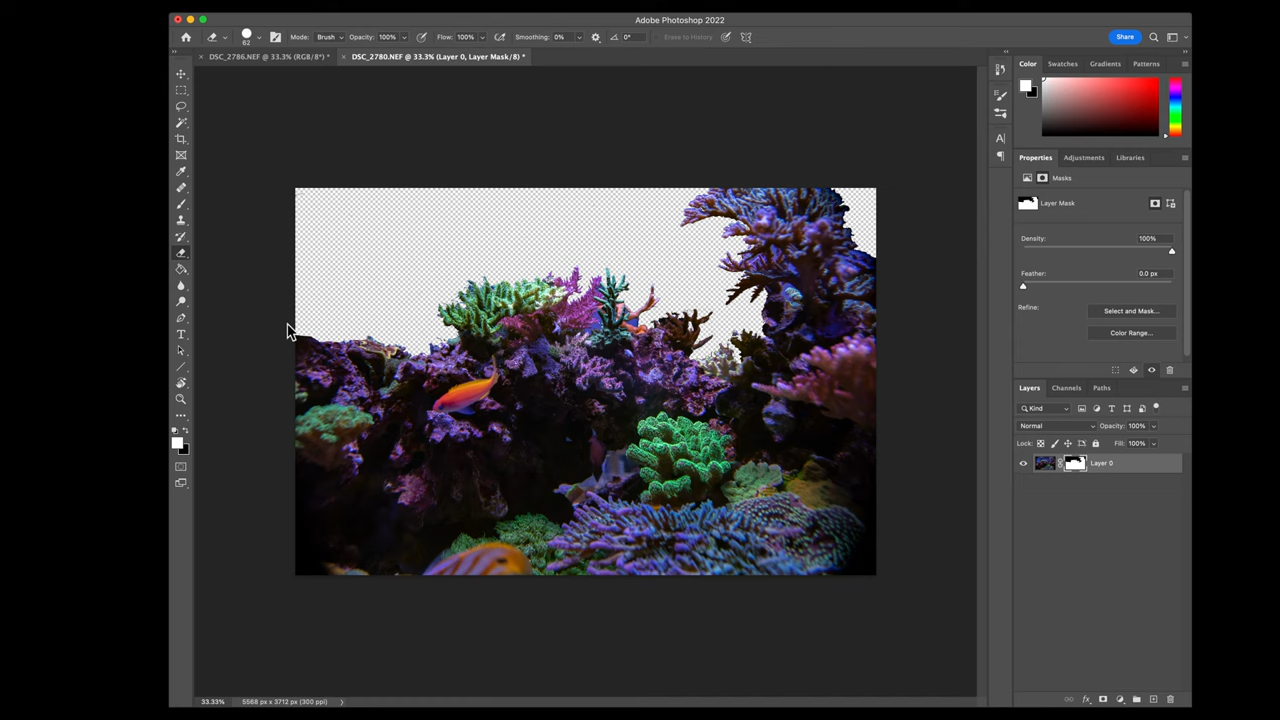 Adobe Photoshop 2022
62 Mode: Brush Opacity: 100% Flow: 100% Smoothing: 0% 0° Erase to History Share
DSC_2786.NEF @ 33.3% (RGB/8*) * DSC_2780.NEF @ 33.3% (Layer 0, Layer Mask/8) *
Color Swatches Gradients Patterns
Properties Adjustments Libraries
Masks
Layer Mask
Density: 100%
Feather: 0.0 px
Refine: Select and Mask...
Color Range...
Layers Channels Paths
Kind
Normal Opacity: 100%
Lock: Fill: 100%
Layer 0
33.33% 5568 px x 3712 px (300 ppi)